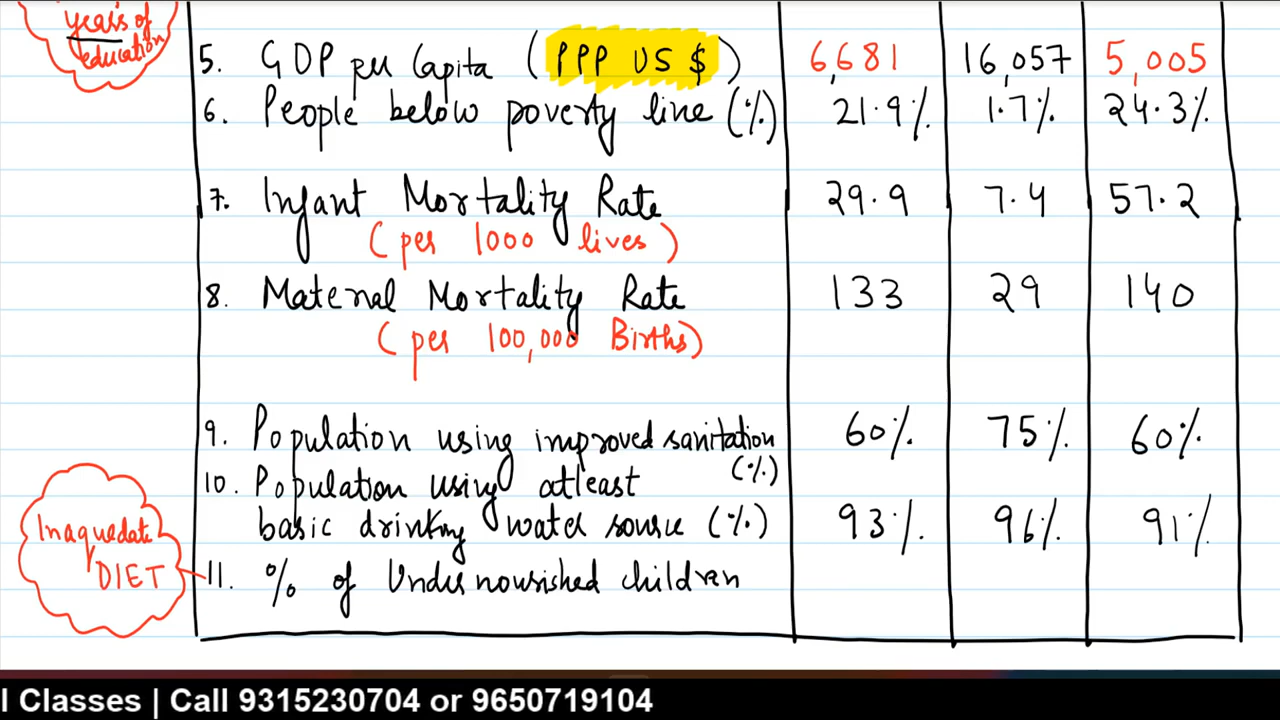 years of
education
5. GDP per Capita (PPP US $) 6,681 16,057 5,005
6. People below poverty line (%) 21.9% 1.7% 24.3%
7. Infant Mortality Rate 29.9 7.4 57.2
(per 1000 lives)
8. Maternal Mortality Rate 133 29 140
(per 100,000 Births)
9. Population using improved sanitation (%) 60% 75% 60%
10. Population using atleast
basic drinking water source (%) 93% 96% 91%
Inaquedate
DIET
11. % of Undernourished children
l Classes | Call 9315230704 or 9650719104